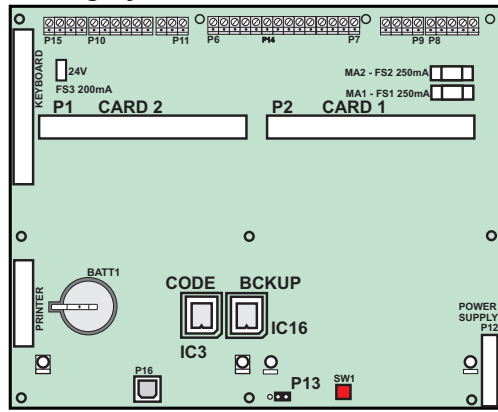 P15 P10 P11 P6 P14 P7 P9 P8
KEYBOARD
24V
FS3 200mA
MA2 - FS2 250mA
MA1 - FS1 250mA
P1 CARD 2
P2 CARD 1
PRINTER
BATT1
CODE BCKUP
IC16
IC3
POWER
SUPPLY
P12
P16
P13
SW1